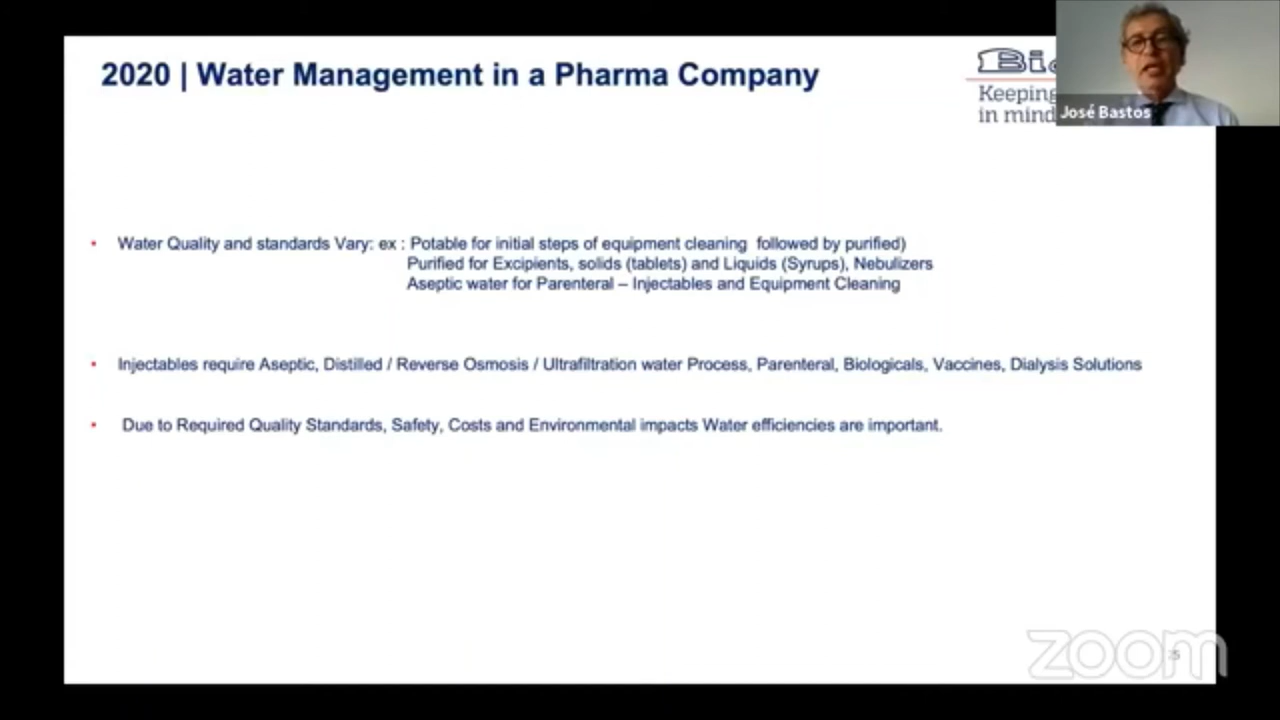 2020 | Water Management in a Pharma Company
Keeping
in mind
José Bastos
• Water Quality and standards Vary: ex : Potable for initial steps of equipment cleaning followed by purified)
Purified for Excipients, solids (tablets) and Liquids (Syrups), Nebulizers
Aseptic water for Parenteral – Injectables and Equipment Cleaning
• Injectables require Aseptic, Distilled / Reverse Osmosis / Ultrafiltration water Process, Parenteral, Biologicals, Vaccines, Dialysis Solutions
• Due to Required Quality Standards, Safety, Costs and Environmental impacts Water efficiencies are important.
zoom